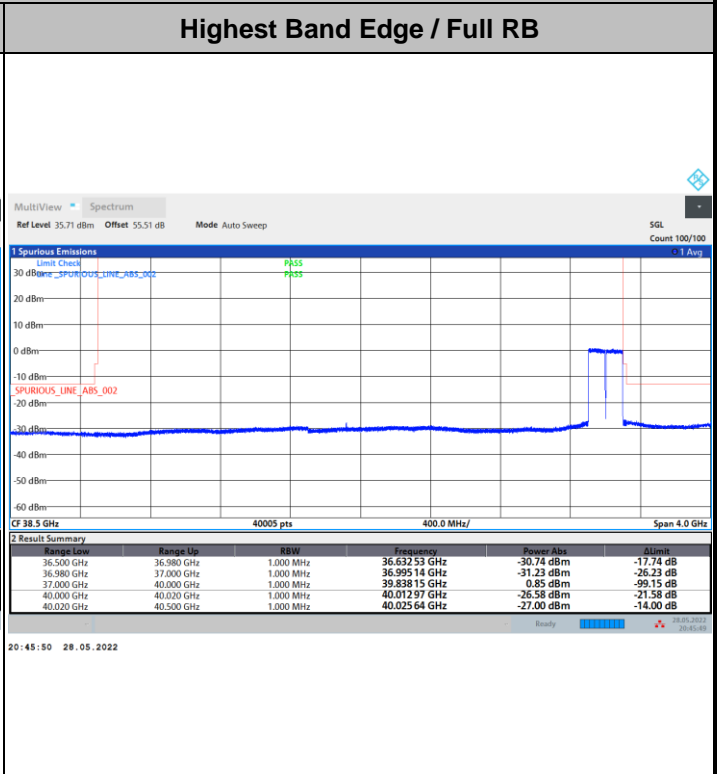 Highest Band Edge / Full RB
MultiView Spectrum
Ref Level 35.71 dBm Offset 55.51 dB Mode Auto Sweep SGL
Count 100/100
1 Spurious Emissions 1 Avg
Limit Check PASS
30 dBm Line _SPURIOUS_LINE_ABS_002 PASS
20 dBm
10 dBm
0 dBm
-10 dBm
_SPURIOUS_LINE_ABS_002
-20 dBm
-30 dBm
-40 dBm
-50 dBm
-60 dBm
CF 38.5 GHz 40005 pts 400.0 MHz/ Span 4.0 GHz
2 Result Summary
Range Low Range Up RBW Frequency Power Abs ΔLimit
36.500 GHz 36.980 GHz 1.000 MHz 36.632 53 GHz -30.74 dBm -17.74 dB
36.980 GHz 37.000 GHz 1.000 MHz 36.995 14 GHz -31.23 dBm -26.23 dB
37.000 GHz 40.000 GHz 1.000 MHz 39.838 15 GHz 0.85 dBm -99.15 dB
40.000 GHz 40.020 GHz 1.000 MHz 40.012 97 GHz -26.58 dBm -21.58 dB
40.020 GHz 40.500 GHz 1.000 MHz 40.025 64 GHz -27.00 dBm -14.00 dB
Ready 28.05.2022
20:45:49
20:45:50 28.05.2022